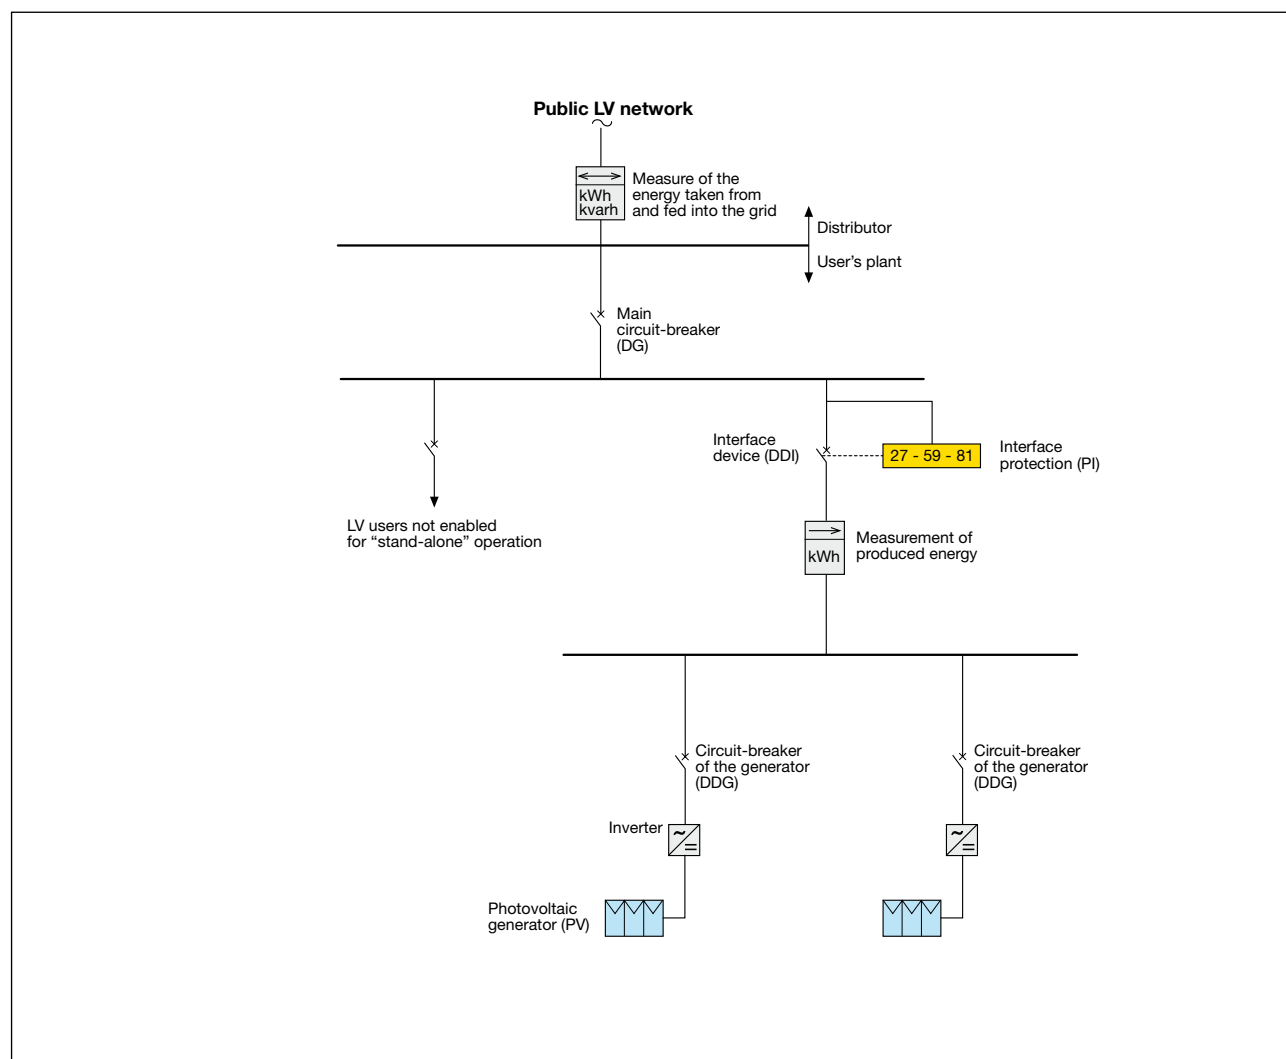 Public LV network
kWh
kvarh
Measure of the
energy taken from
and fed into the grid
Distributor
User's plant
Main
circuit-breaker
(DG)
Interface
device (DDI)
27 - 59 - 81
Interface
protection (PI)
LV users not enabled
for “stand-alone” operation
kWh
Measurement of
produced energy
Circuit-breaker
of the generator
(DDG)
Circuit-breaker
of the generator
(DDG)
Inverter
Photovoltaic
generator (PV)